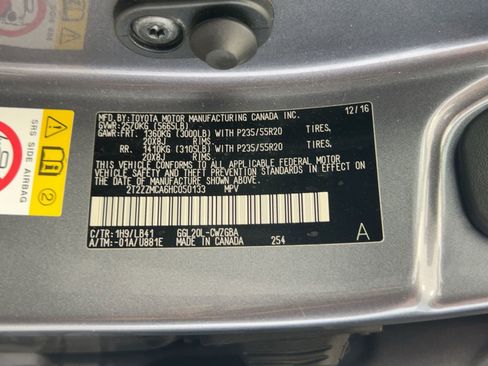 MFD.BY:TOYOTA MOTOR MANUFACTURING CANADA INC. 12/16
GVWR:2570KG (5665LB)
GAWR:FRT. 1360KG (3000LB) WITH P235/55R20 TIRES,
20X8J RIMS,
RR. 1410KG (3105LB) WITH P235/55R20 TIRES,
20X8J RIMS,
THIS VEHICLE CONFORMS TO ALL APPLICABLE FEDERAL MOTOR
VEHICLE SAFETY STANDARDS IN EFFECT ON THE DATE OF
MANUFACTURE SHOWN ABOVE.
2T2ZZMCA6HC050133 MPV
C/TR: 1H9/LB41 GGL20L-CWZGBA
A/TM: -01A/U881E MADE IN CANADA 254 A
SRS SIDE AIRBAG
2